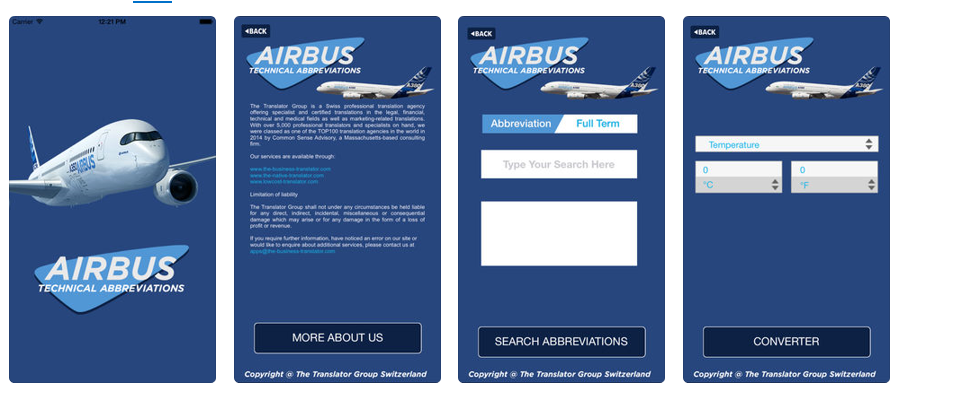 Carrier
12:21 PM
AIRBUS
AIRBUS
TECHNICAL ABBREVIATIONS
BACK
AIRBUS
TECHNICAL ABBREVIATIONS
A380
The Translator Group is a Swiss professional translation agency
offering specialist and certified translations in the legal, financial,
technical and medical fields as well as marketing-related translations.
With over 5,000 professional translators and specialists on hand, we
were classed as one of the TOP100 translation agencies in the world in
2014 by Common Sense Advisory, a Massachusetts-based consulting
firm.
Our services are available through:
www.the-business-translator.com
www.the-native-translator.com
www.lowcost-translator.com
Limitation of liability
The Translator Group shall not under any circumstances be held liable
for any direct, indirect, incidental, miscellaneous or consequential
damage which may arise or for any damage in the form of a loss of
profit or revenue.
If you require further information, have noticed an error on our site or
would like to enquire about additional services, please contact us at
apps@the-business-translator.com
MORE ABOUT US
Copyright @ The Translator Group Switzerland
BACK
AIRBUS
TECHNICAL ABBREVIATIONS
A380
Abbreviation Full Term
Type Your Search Here
SEARCH ABBREVIATIONS
Copyright @ The Translator Group Switzerland
BACK
AIRBUS
TECHNICAL ABBREVIATIONS
A380
Temperature
0 0
°C °F
CONVERTER
Copyright @ The Translator Group Switzerland